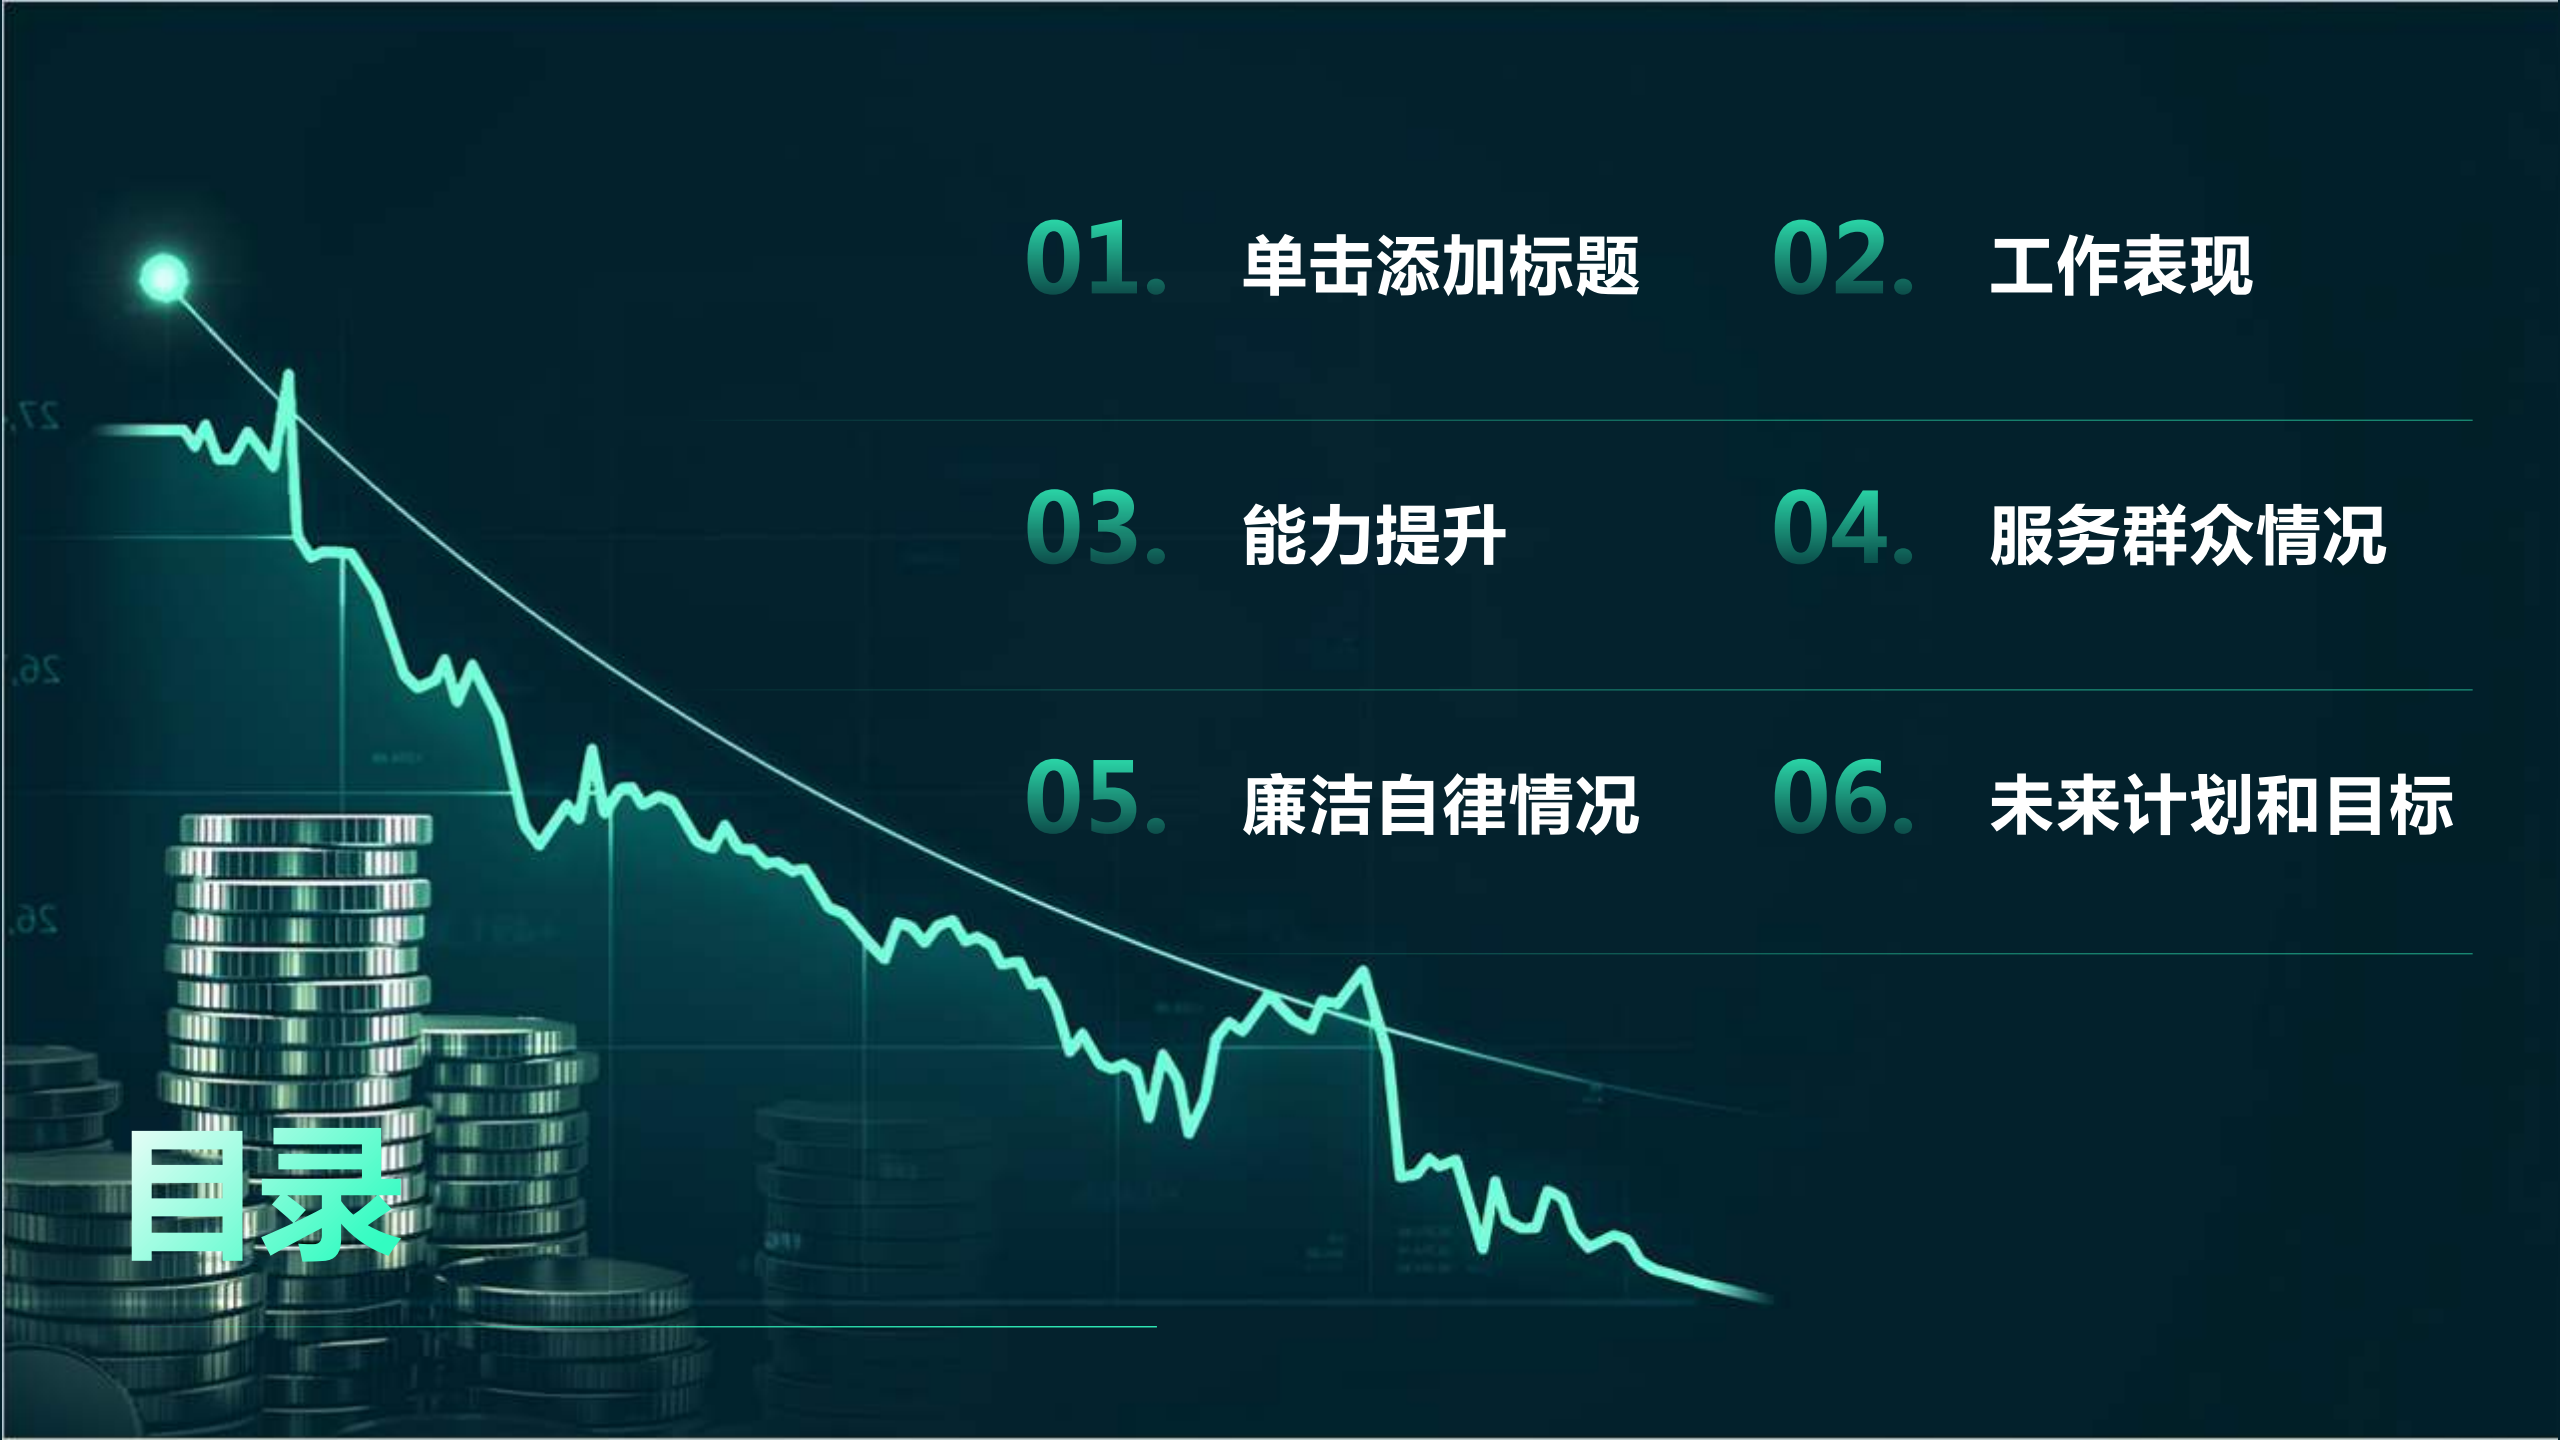 01. 单击添加标题
02. 工作表现
03. 能力提升
04. 服务群众情况
05. 廉洁自律情况
06. 未来计划和目标
目录